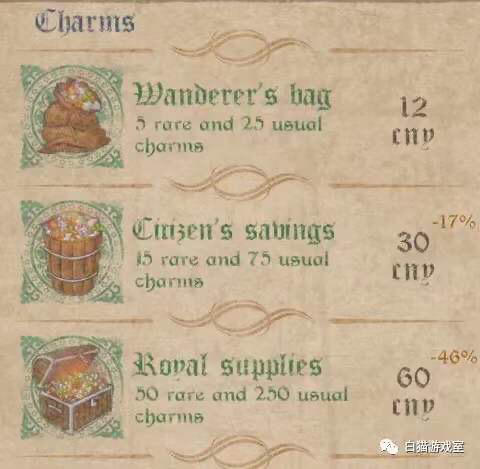 Charms
Wanderer's bag
5 rare and 25 usual
charms
12
cny
Citizen's savings
15 rare and 75 usual
charms
-17%
30
cny
Royal supplies
50 rare and 250 usual
charms
-46%
60
cny
白猫游戏室